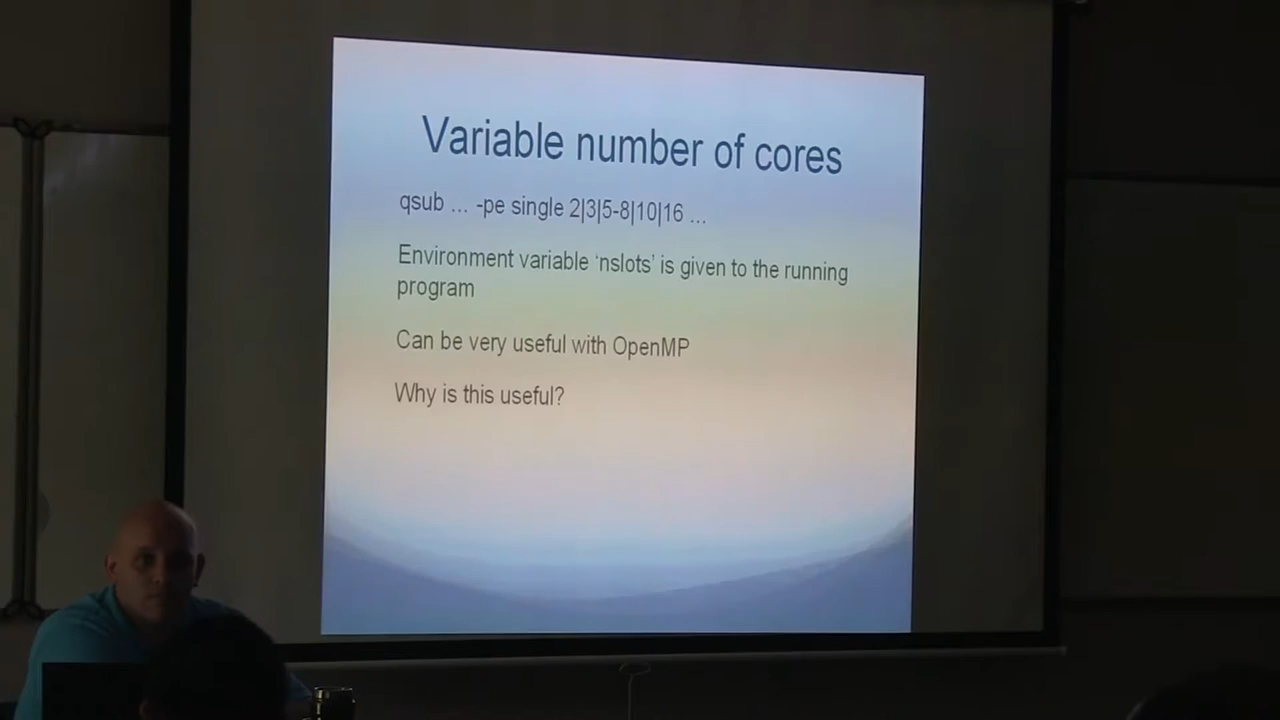 Variable number of cores
qsub ... -pe single 2|3|5-8|10|16 ...
Environment variable ‘nslots’ is given to the running
program
Can be very useful with OpenMP
Why is this useful?